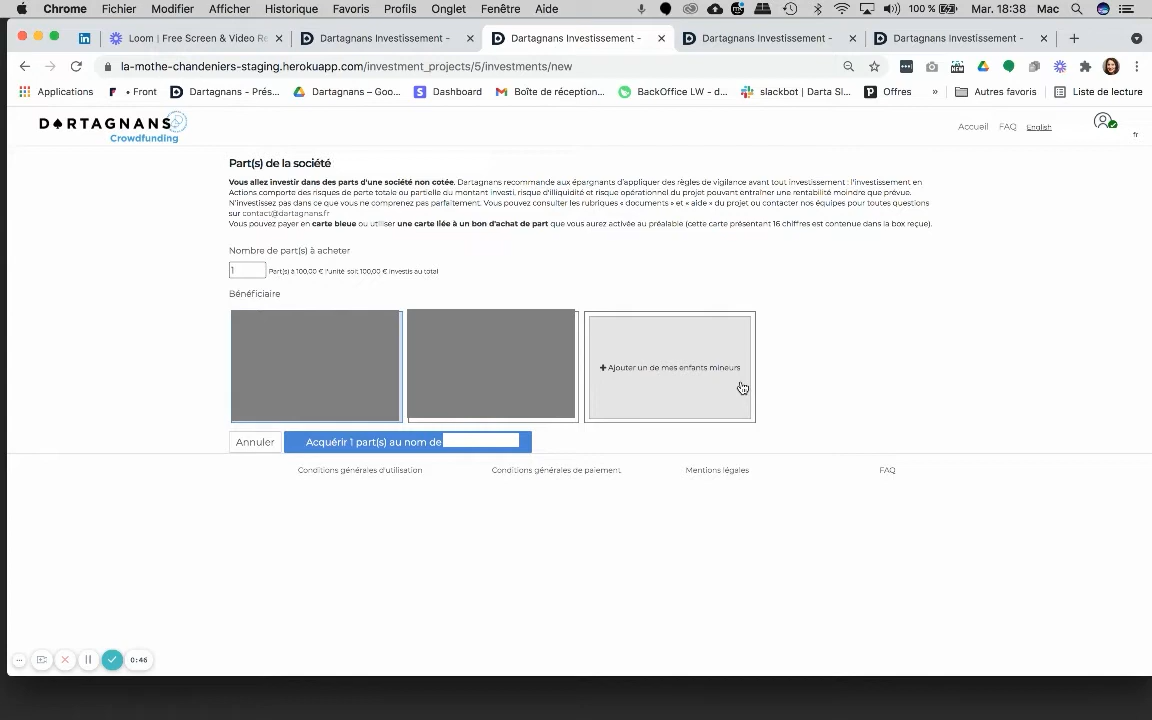 Chrome Fichier Modifier Afficher Historique Favoris Profils Onglet Fenêtre Aide 100 % Mar. 18:38 Mac
Loom | Free Screen & Video Re Dartagnans Investissement - Dartagnans Investissement - Dartagnans Investissement - Dartagnans Investissement -
la-mothe-chandeniers-staging.herokuapp.com/investment_projects/5/investments/new
Applications • Front Dartagnans - Prés... Dartagnans – Goo... Dashboard Boîte de réception... BackOffice LW - d... slackbot | Darta Sl... Offres » Autres favoris Liste de lecture
DARTAGNANS
Crowdfunding
Accueil FAQ English
fr
Part(s) de la société
Vous allez investir dans des parts d'une société non cotée. Dartagnans recommande aux épargnants d'appliquer des règles de vigilance avant tout investissement : l'investissement en
Actions comporte des risques de perte totale ou partielle du montant investi, risque d'illiquidité et risque opérationnel du projet pouvant entraîner une rentabilité moindre que prévue.
N'investissez pas dans ce que vous ne comprenez pas parfaitement. Vous pouvez consulter les rubriques « documents » et « aide » du projet ou contacter nos équipes pour toutes questions
sur contact@dartagnans.fr
Vous pouvez payer en carte bleue ou utiliser une carte liée à un bon d'achat de part que vous aurez activée au préalable (cette carte présentant 16 chiffres est contenue dans la box reçue).
Nombre de part(s) à acheter
1 Part(s) à 100,00 € l'unité soit 100,00 € investis au total
Bénéficiaire
+ Ajouter un de mes enfants mineurs
Annuler Acquérir 1 part(s) au nom de
Conditions générales d'utilisation Conditions générales de paiement. Mentions légales FAQ
0:46